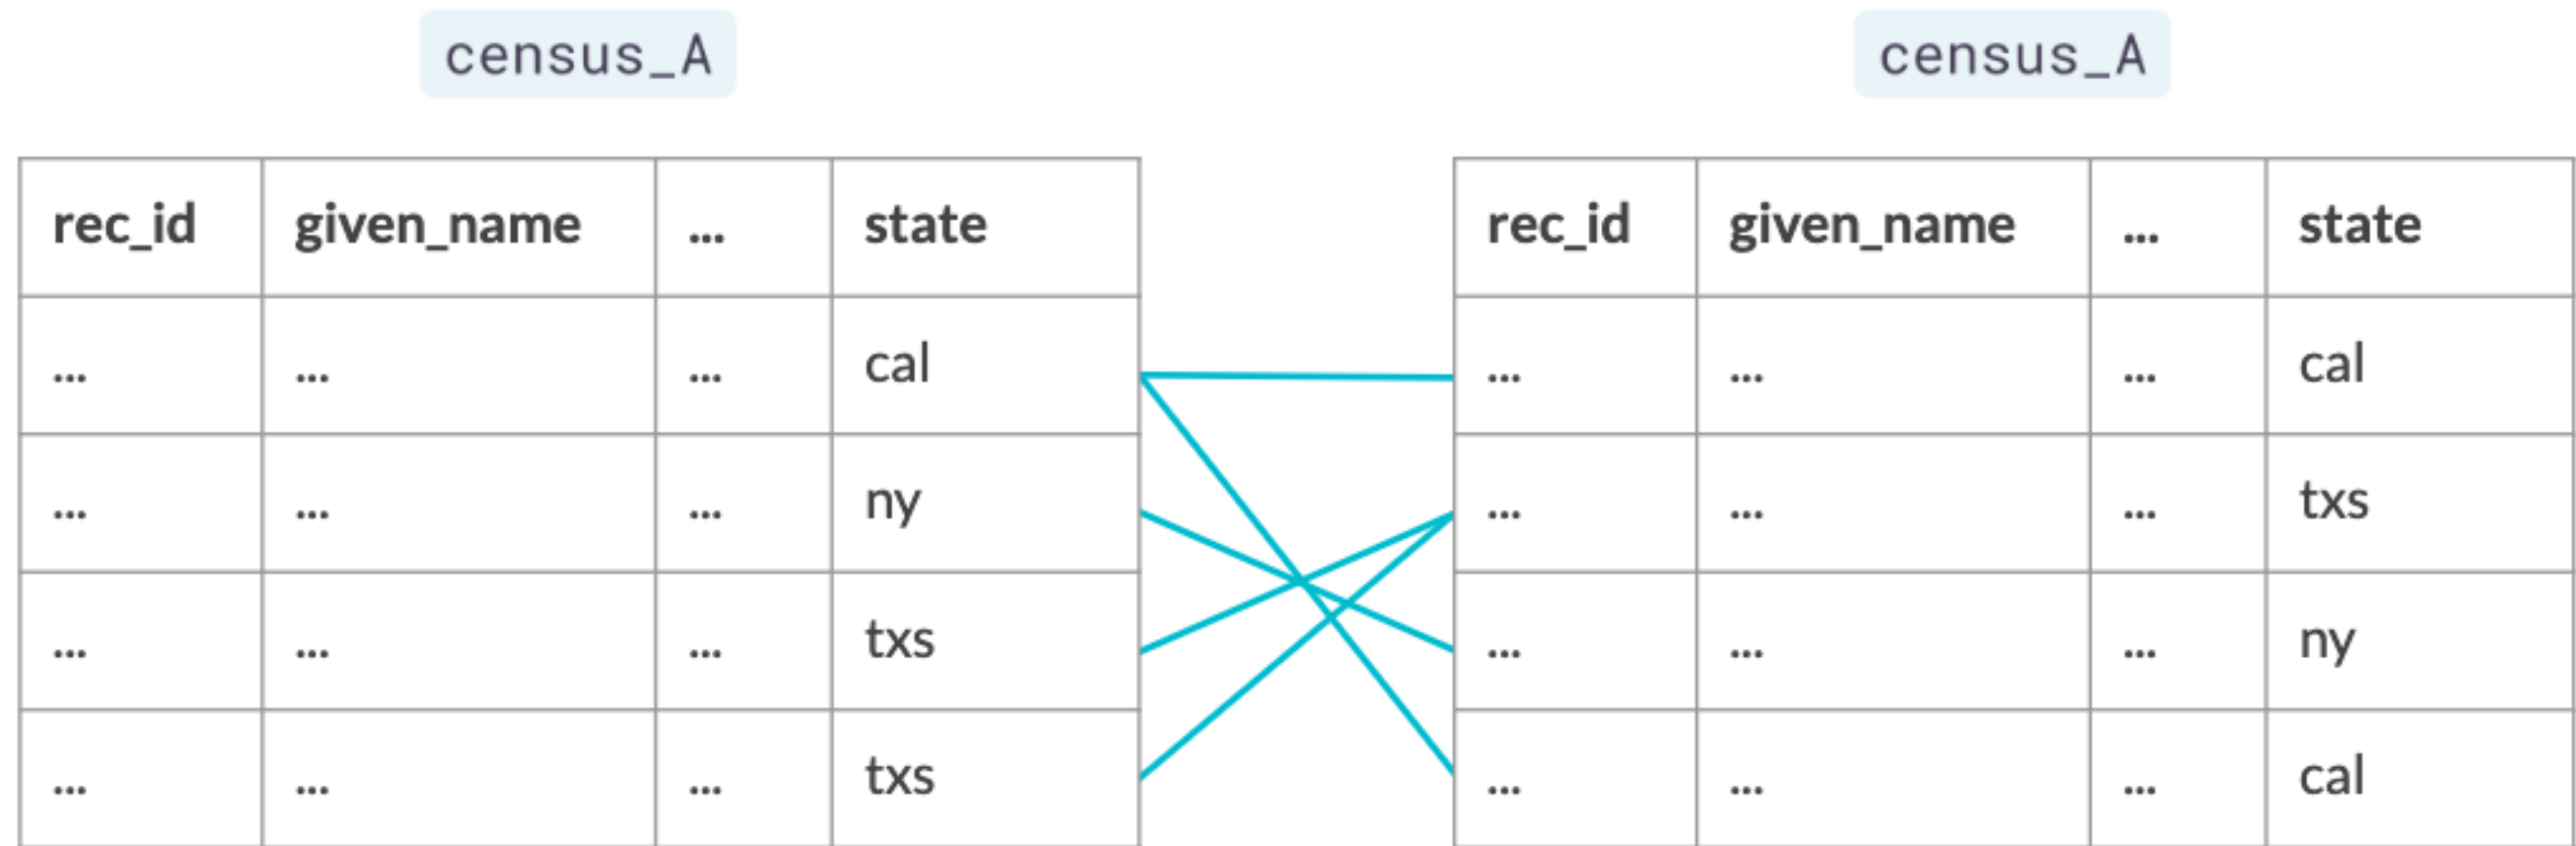 census_A census_A
rec_id given_name ... state rec_id given_name ... state
... ... ... cal ... ... ... cal
... ... ... ny ... ... ... txs
... ... ... txs ... ... ... ny
... ... ... txs ... ... ... cal